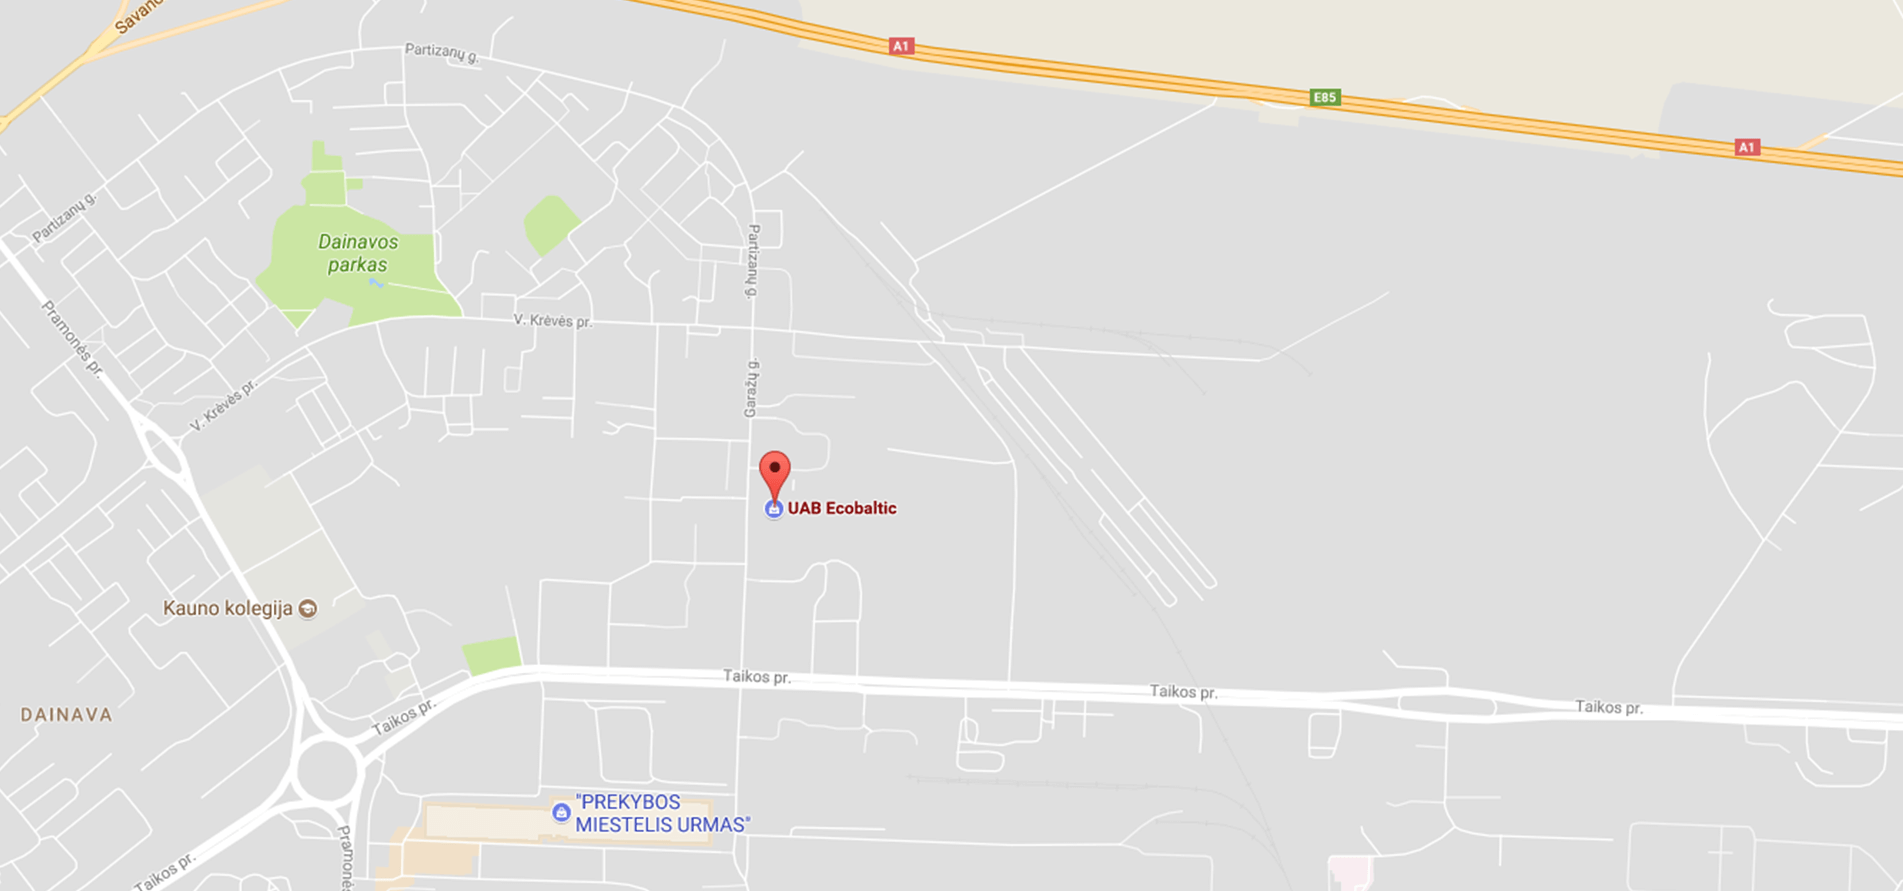 Savano
Partizanų g.
A1
E85
A1
Partizanų g.
Dainavos
parkas
Partizanų g.
Pramonės pr.
V. Krėvės pr.
V. Krėvės pr.
Garažų g.
UAB Ecobaltic
Kauno kolegija
Taikos pr.
Taikos pr.
Taikos pr.
DAINAVA
Taikos pr.
"PREKYBOS
MIESTELIS URMAS"
Pramonės
Taikos pr.